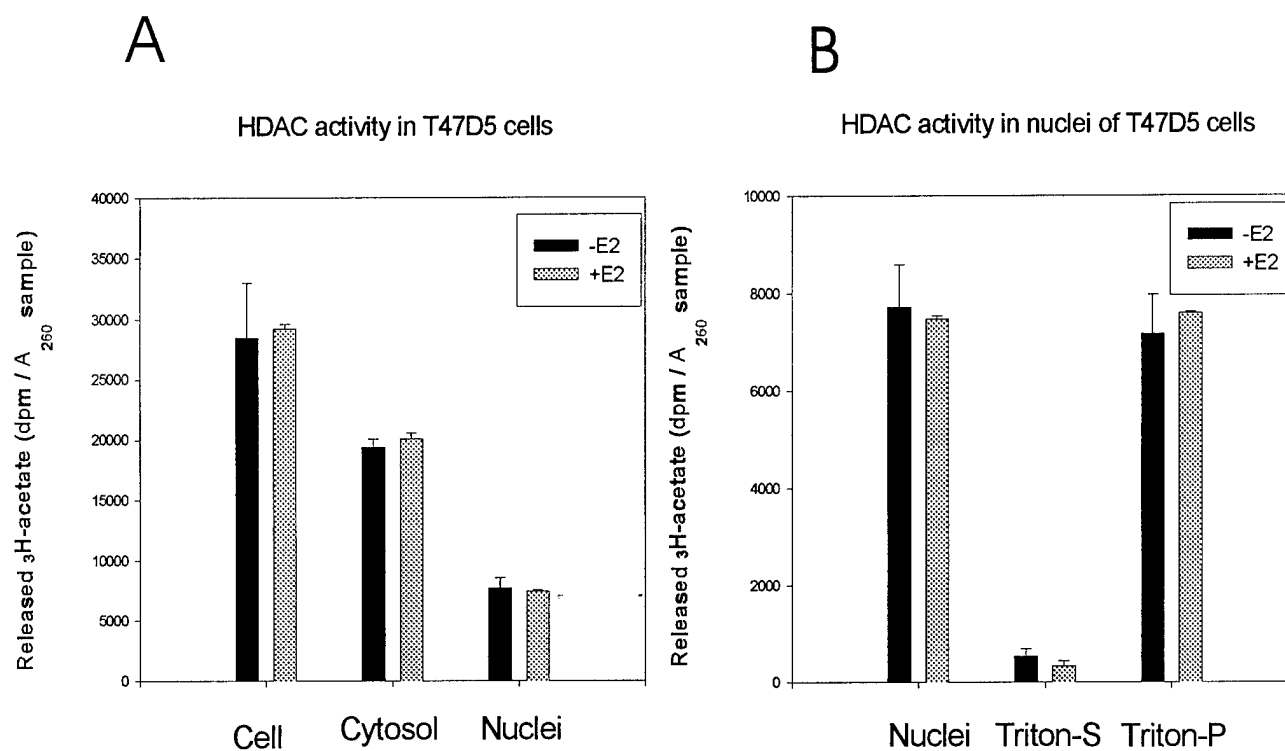 A
HDAC activity in T47D5 cells
Released 3H-acetate (dpm / A 260 sample)
40000
35000
30000
25000
20000
15000
10000
5000
0
-E2
+E2
Cell Cytosol Nuclei
B
HDAC activity in nuclei of T47D5 cells
Released 3H-acetate (dpm / A 260 sample)
10000
8000
6000
4000
2000
0
-E2
+E2
Nuclei Triton-S Triton-P